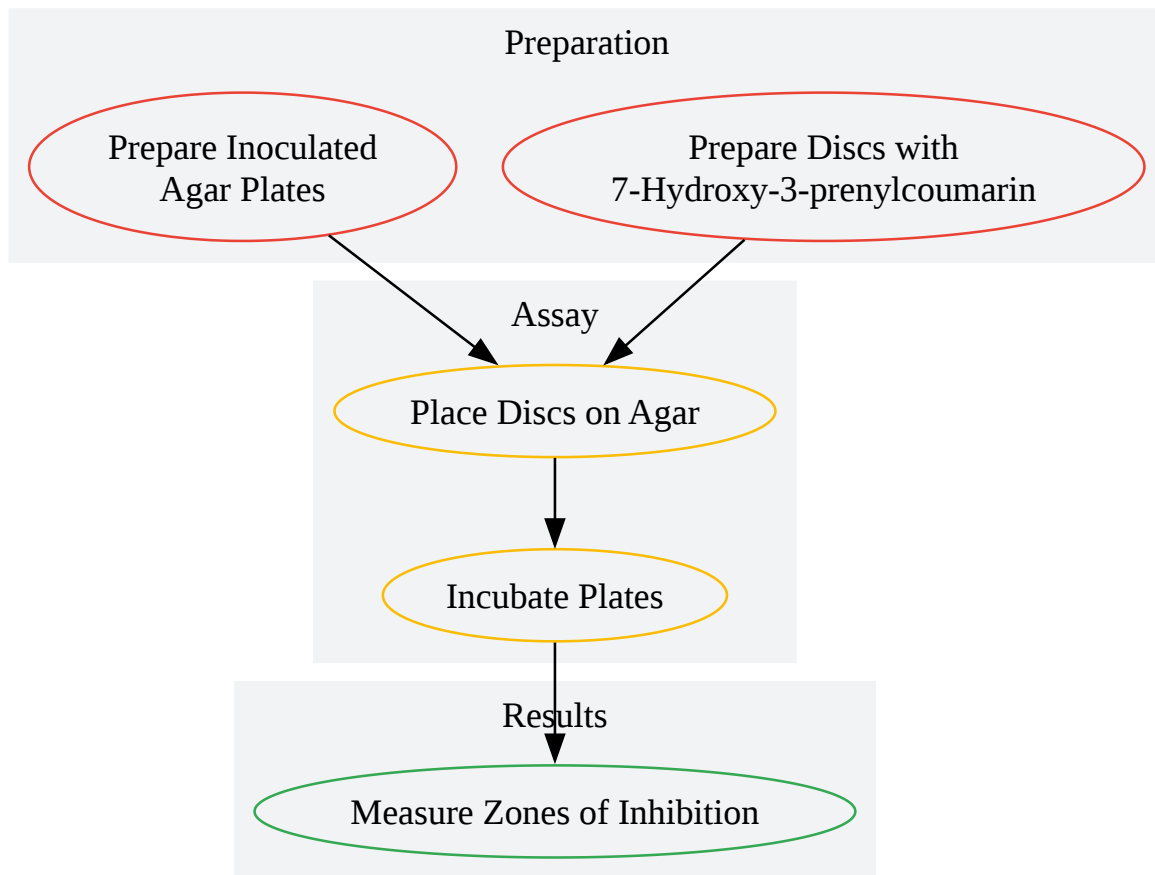 Preparation
Prepare Inoculated
Agar Plates
Prepare Discs with
7-Hydroxy-3-prenylcoumarin
Assay
Place Discs on Agar
Incubate Plates
Results
Measure Zones of Inhibition